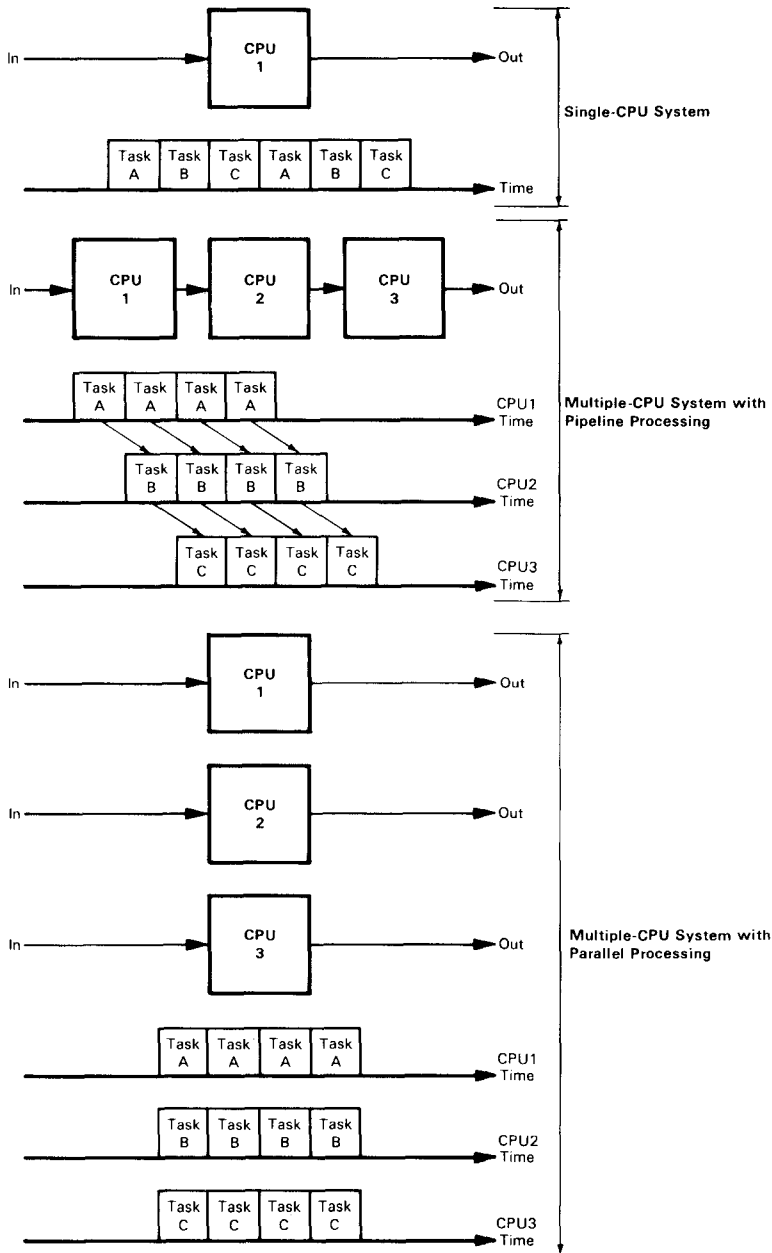 CPU
1
In
Out
Single-CPU System
Task Task Task Task Task Task
A B C A B C
Time
CPU CPU CPU
1 2 3
In
Out
Task Task Task Task
A A A A
CPU1
Time
Multiple-CPU System with
Pipeline Processing
Task Task Task Task
B B B B
CPU2
Time
Task Task Task Task
C C C C
CPU3
Time
CPU
1
In
Out
CPU
2
In
Out
CPU
3
In
Out
Multiple-CPU System with
Parallel Processing
Task Task Task Task
A A A A
CPU1
Time
Task Task Task Task
B B B B
CPU2
Time
Task Task Task Task
C C C C
CPU3
Time